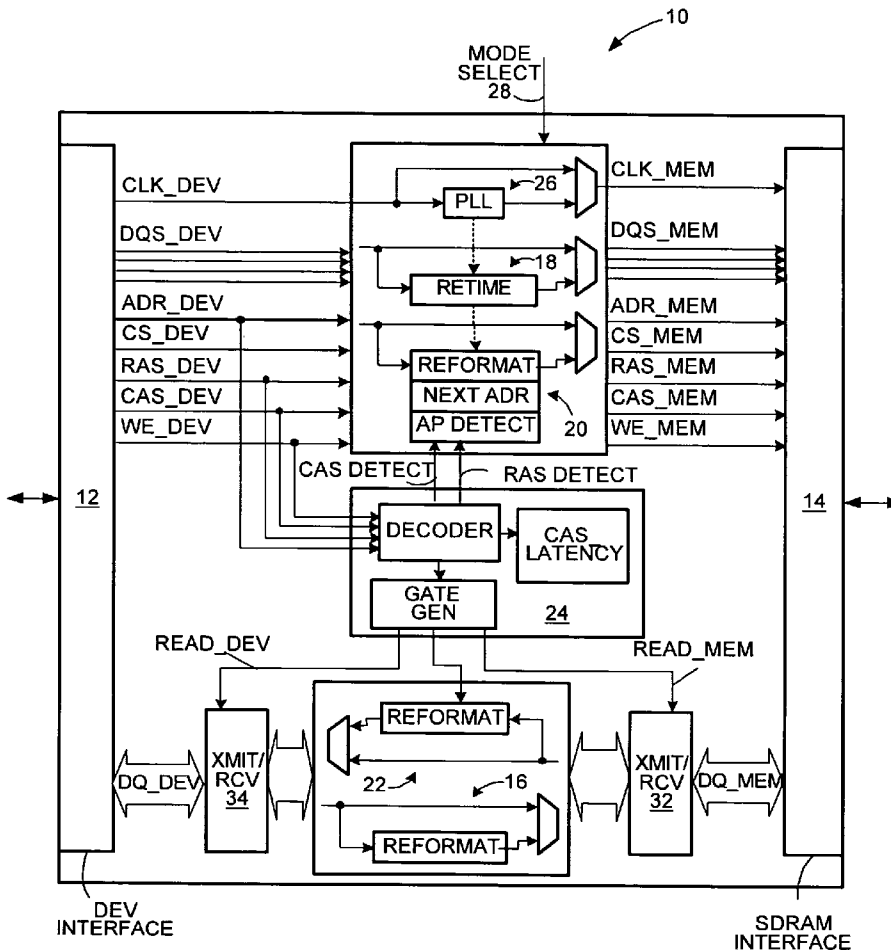 10
MODE
SELECT
28
CLK_DEV
CLK_MEM
26
PLL
DQS_DEV
DQS_MEM
18
RETIME
ADR_DEV
ADR_MEM
CS_DEV
CS_MEM
RAS_DEV
REFORMAT
RAS_MEM
NEXT ADR
CAS_DEV
20
CAS_MEM
AP DETECT
WE_DEV
WE_MEM
CAS DETECT
RAS DETECT
12
14
DECODER
CAS_
LATENCY
GATE
GEN
24
READ_DEV
READ_MEM
REFORMAT
XMIT/
RCV
34
XMIT/
RCV
32
DQ_DEV
DQ_MEM
22
16
REFORMAT
DEV
INTERFACE
SDRAM
INTERFACE